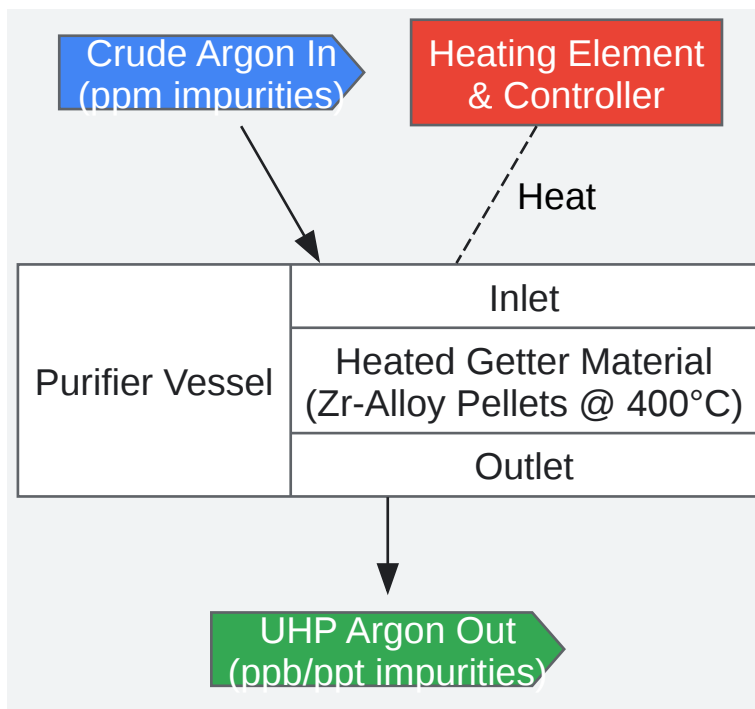 Crude Argon In
(ppm impurities)
Heating Element
& Controller
Heat
Purifier Vessel
Inlet
Heated Getter Material
(Zr-Alloy Pellets @ 400°C)
Outlet
UHP Argon Out
(ppb/ppt impurities)